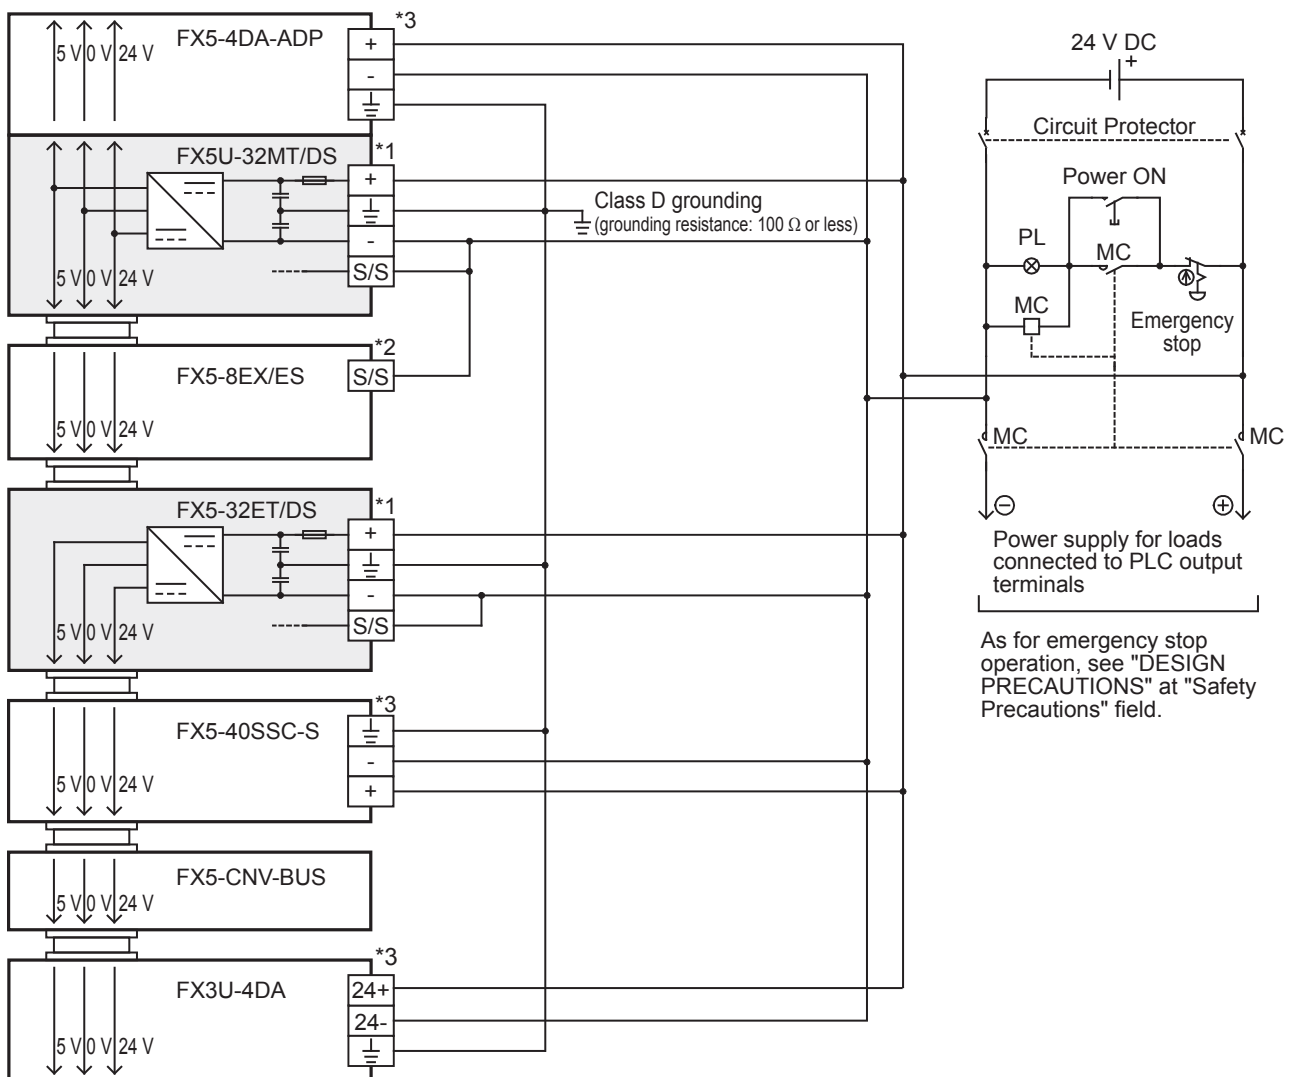 FX5-4DA-ADP
*3
5 V 0 V 24 V
+
-
FX5U-32MT/DS
*1
+
-
S/S
5 V 0 V 24 V
Class D grounding
(grounding resistance: 100 Ω or less)
FX5-8EX/ES
*2
S/S
5 V 0 V 24 V
FX5-32ET/DS
*1
+
-
S/S
5 V 0 V 24 V
FX5-40SSC-S
*3
-
+
5 V 0 V 24 V
FX5-CNV-BUS
5 V 0 V 24 V
FX3U-4DA
*3
24+
24-
5 V 0 V 24 V
24 V DC
+
Circuit Protector
Power ON
PL
MC
MC
Emergency
stop
MC
MC
Power supply for loads
connected to PLC output
terminals
As for emergency stop
operation, see "DESIGN
PRECAUTIONS" at "Safety
Precautions" field.